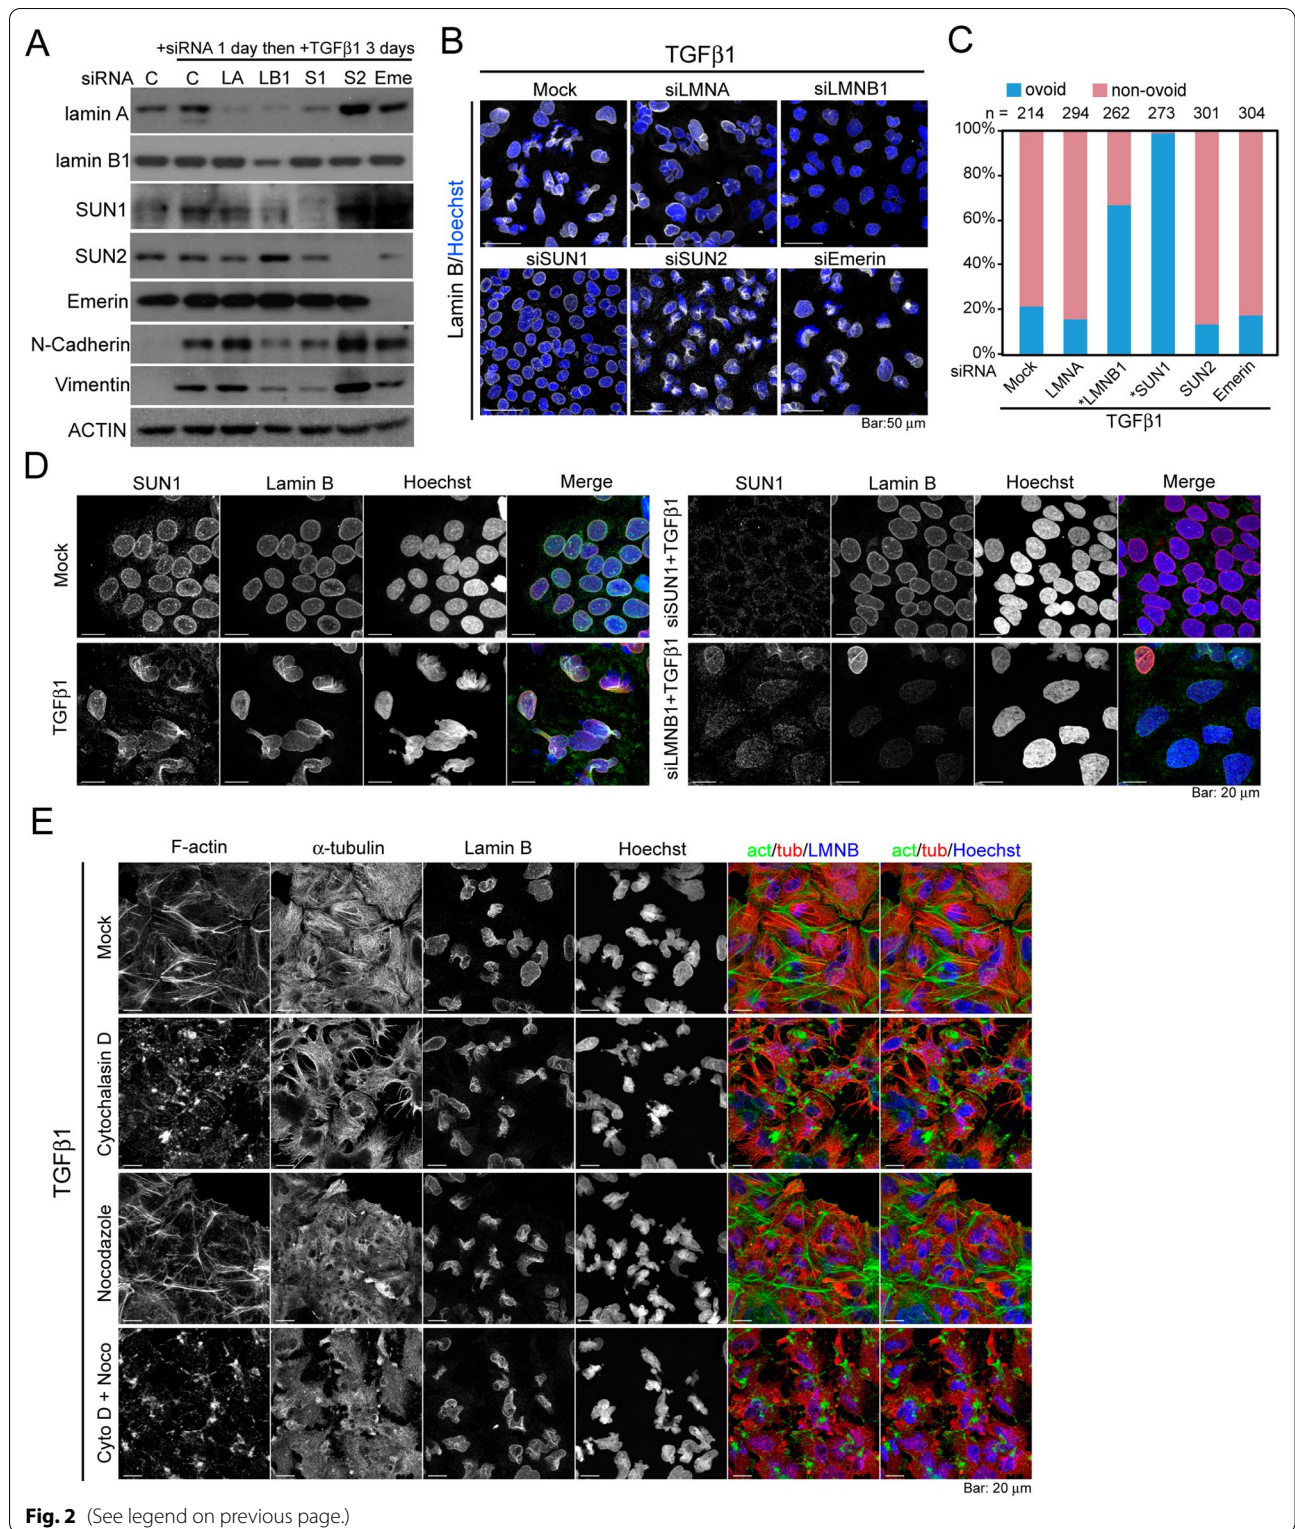 A
+siRNA 1 day then +TGFβ1 3 days
siRNA C C LA LB1 S1 S2 Eme
lamin A
lamin B1
SUN1
SUN2
Emerin
N-Cadherin
Vimentin
ACTIN
B
TGFβ1
Mock siLMNA siLMNB1
siSUN1 siSUN2 siEmerin
Lamin B/Hoechst
Bar:50 μm
C
ovoid non-ovoid
n = 214 294 262 273 301 304
100%
80%
60%
40%
20%
0%
siRNA
Mock LMNA *LMNB1 *SUN1 SUN2 Emerin
TGFβ1
D
SUN1 Lamin B Hoechst Merge
Mock
TGFβ1
SUN1 Lamin B Hoechst Merge
siSUN1+TGFβ1
siLMNB1+TGFβ1
Bar: 20 μm
E
F-actin α-tubulin Lamin B Hoechst act/tub/LMNB act/tub/Hoechst
TGFβ1
Mock
Cytochalasin D
Nocodazole
Cyto D + Noco
Bar: 20 μm
Fig. 2 (See legend on previous page.)